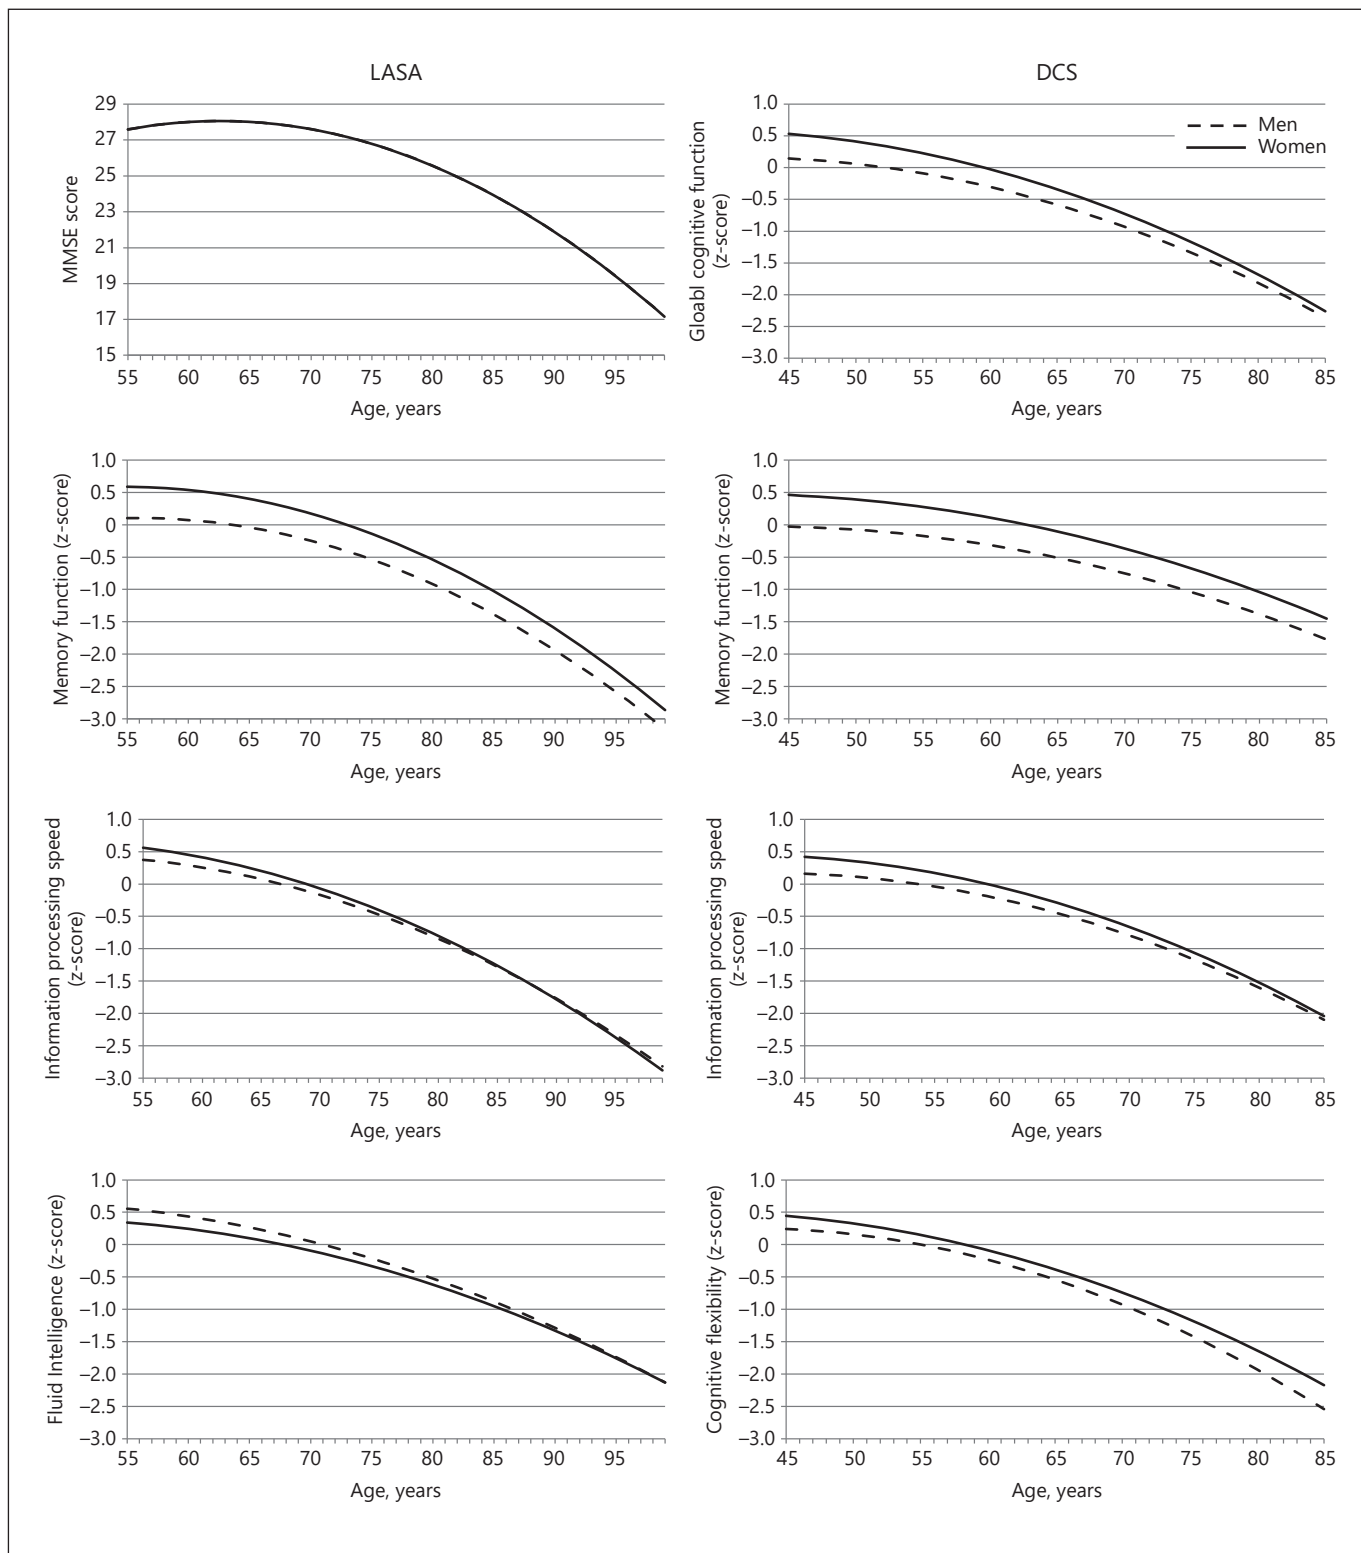 LASA
29
27
25
23
21
19
17
15
MMSE score
55 60 65 70 75 80 85 90 95
Age, years
DCS
1.0
0.5
0
–0.5
–1.0
–1.5
–2.0
–2.5
–3.0
Gloabl cognitive function
(z-score)
Men
Women
45 50 55 60 65 70 75 80 85
Age, years
1.0
0.5
0
–0.5
–1.0
–1.5
–2.0
–2.5
–3.0
Memory function (z-score)
55 60 65 70 75 80 85 90 95
Age, years
1.0
0.5
0
–0.5
–1.0
–1.5
–2.0
–2.5
–3.0
Memory function (z-score)
45 50 55 60 65 70 75 80 85
Age, years
1.0
0.5
0
–0.5
–1.0
–1.5
–2.0
–2.5
–3.0
Information processing speed
(z-score)
55 60 65 70 75 80 85 90 95
Age, years
1.0
0.5
0
–0.5
–1.0
–1.5
–2.0
–2.5
–3.0
Information processing speed
(z-score)
45 50 55 60 65 70 75 80 85
Age, years
1.0
0.5
0
–0.5
–1.0
–1.5
–2.0
–2.5
–3.0
Fluid Intelligence (z-score)
55 60 65 70 75 80 85 90 95
Age, years
1.0
0.5
0
–0.5
–1.0
–1.5
–2.0
–2.5
–3.0
Cognitive flexibility (z-score)
45 50 55 60 65 70 75 80 85
Age, years